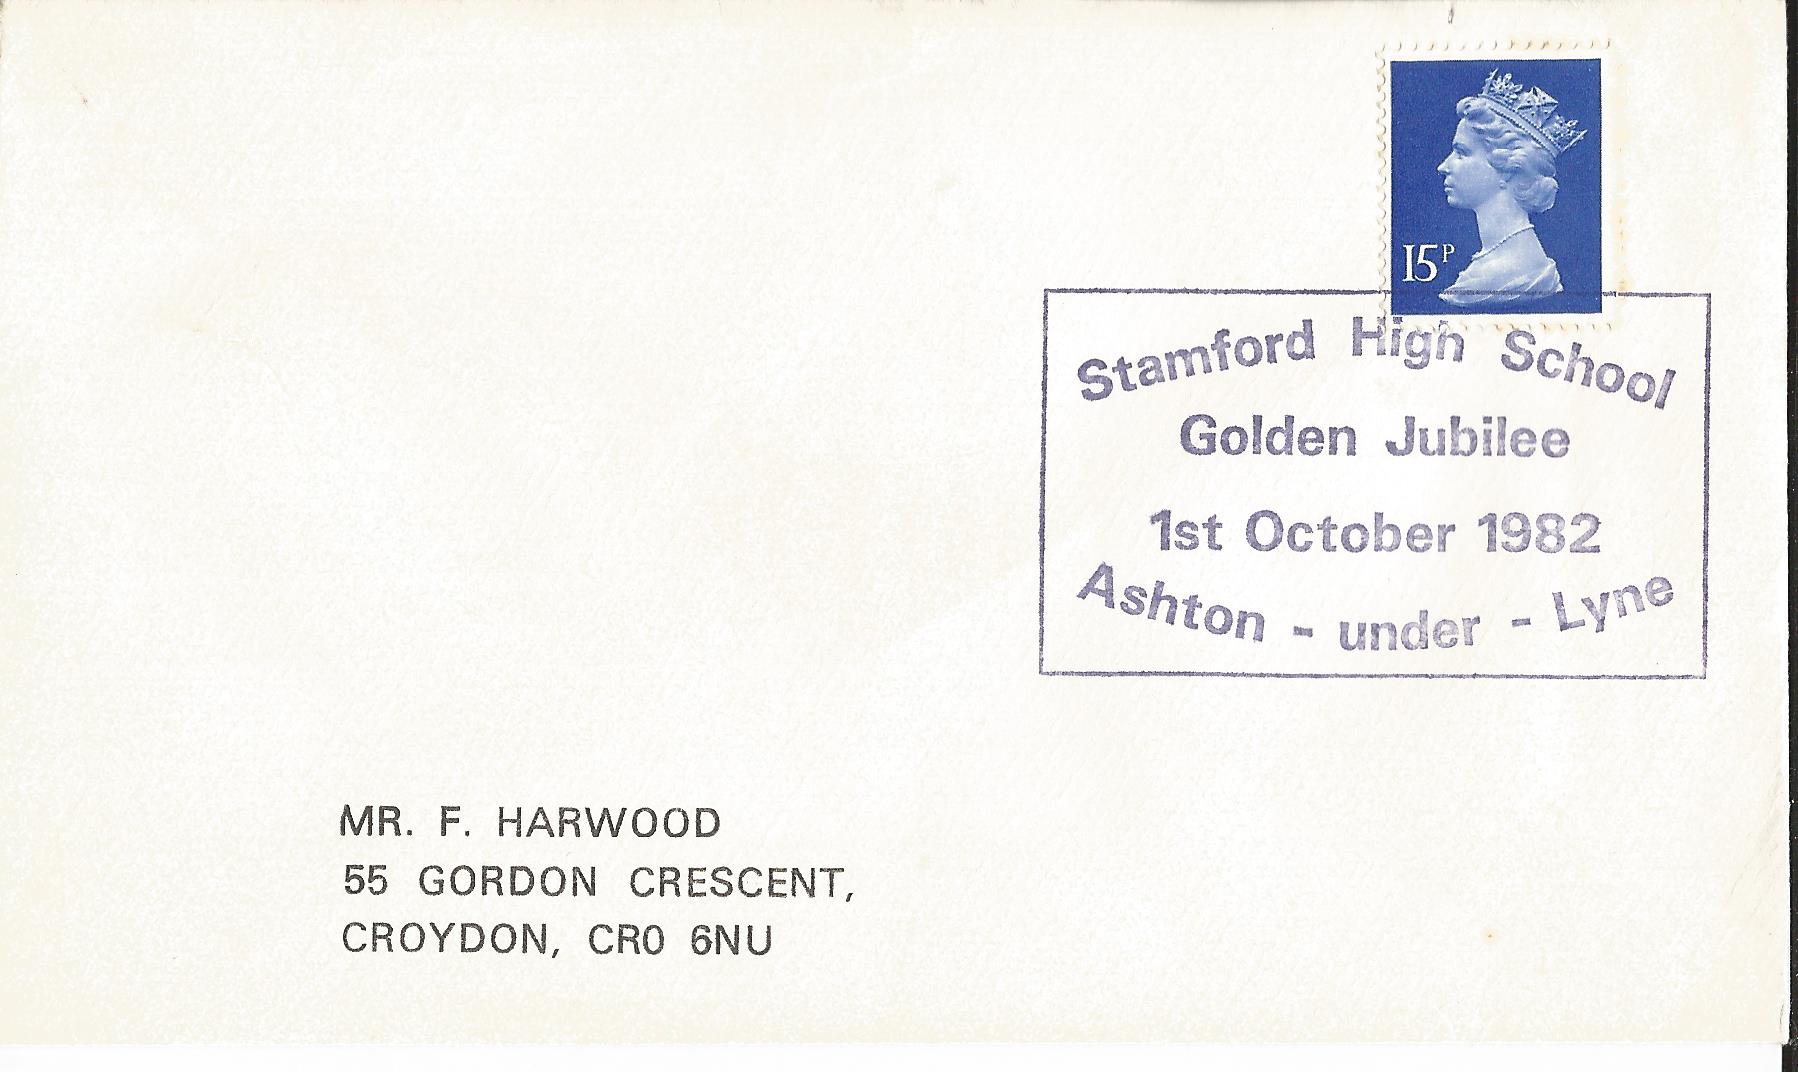 15P
Stamford High School
Golden Jubilee
1st October 1982
Ashton - under - Lyne
MR. F. HARWOOD
55 GORDON CRESCENT,
CROYDON, CR0 6NU